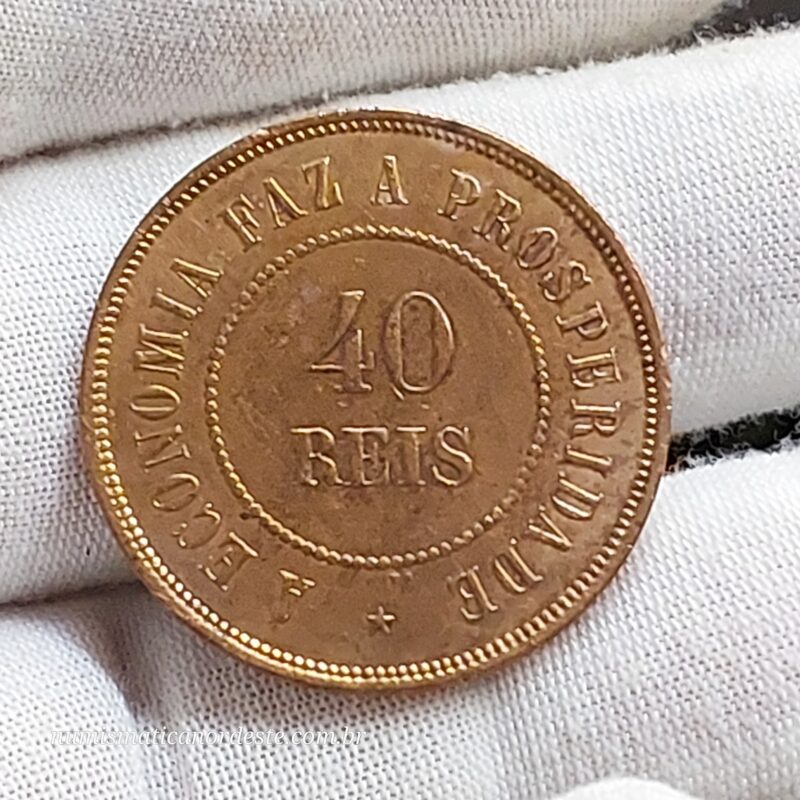 A ECONOMIA FAZ A PROSPERIDADE
40
REIS
numismaticanordeste.com.br